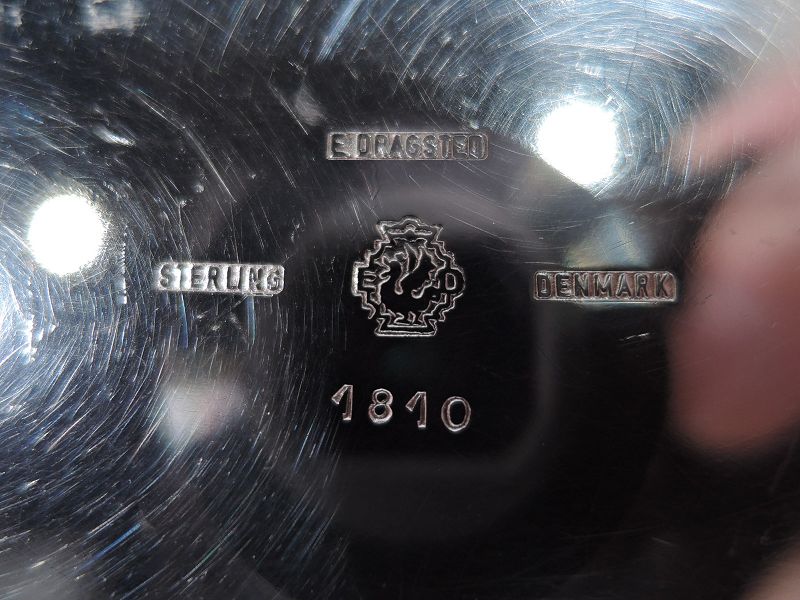 E. DRAGSTED
STERLING
E D
DENMARK
1810